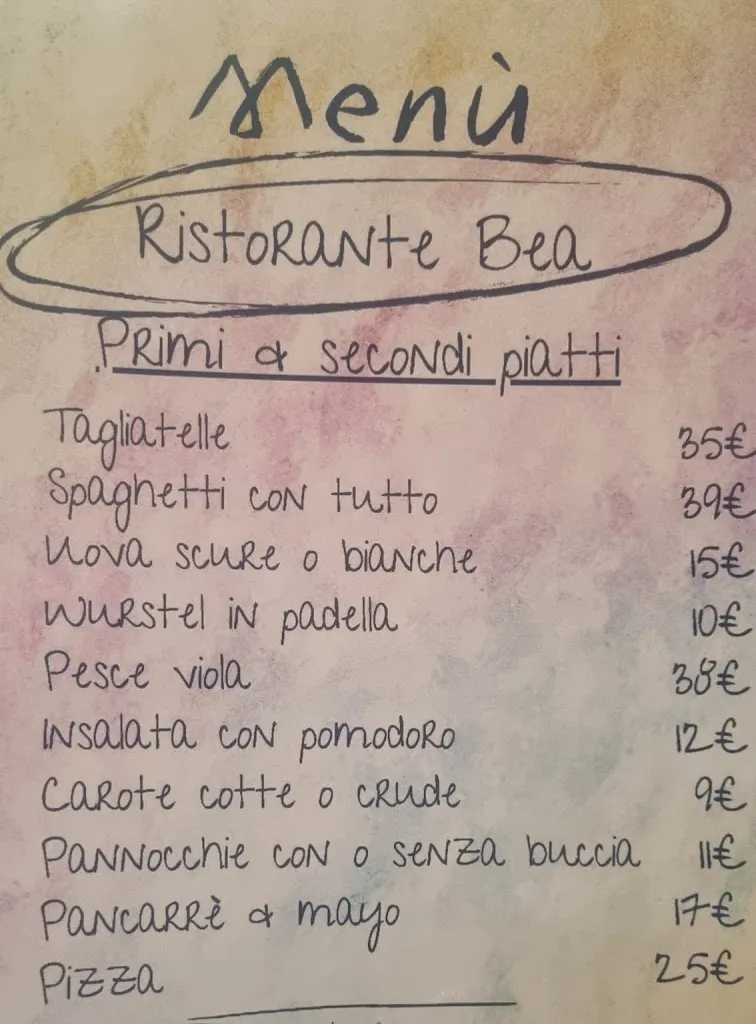 Menù
Ristorante Bea
Primi & secondi piatti
Tagliatelle 35€
Spaghetti con tutto 39€
Uova scure o bianche 15€
Wurstel in padella 10€
Pesce viola 38€
Insalata con pomodoro 12€
Carote cotte o crude 9€
Pannocchie con o senza buccia 11€
Pancarrè & mayo 17€
Pizza 25€